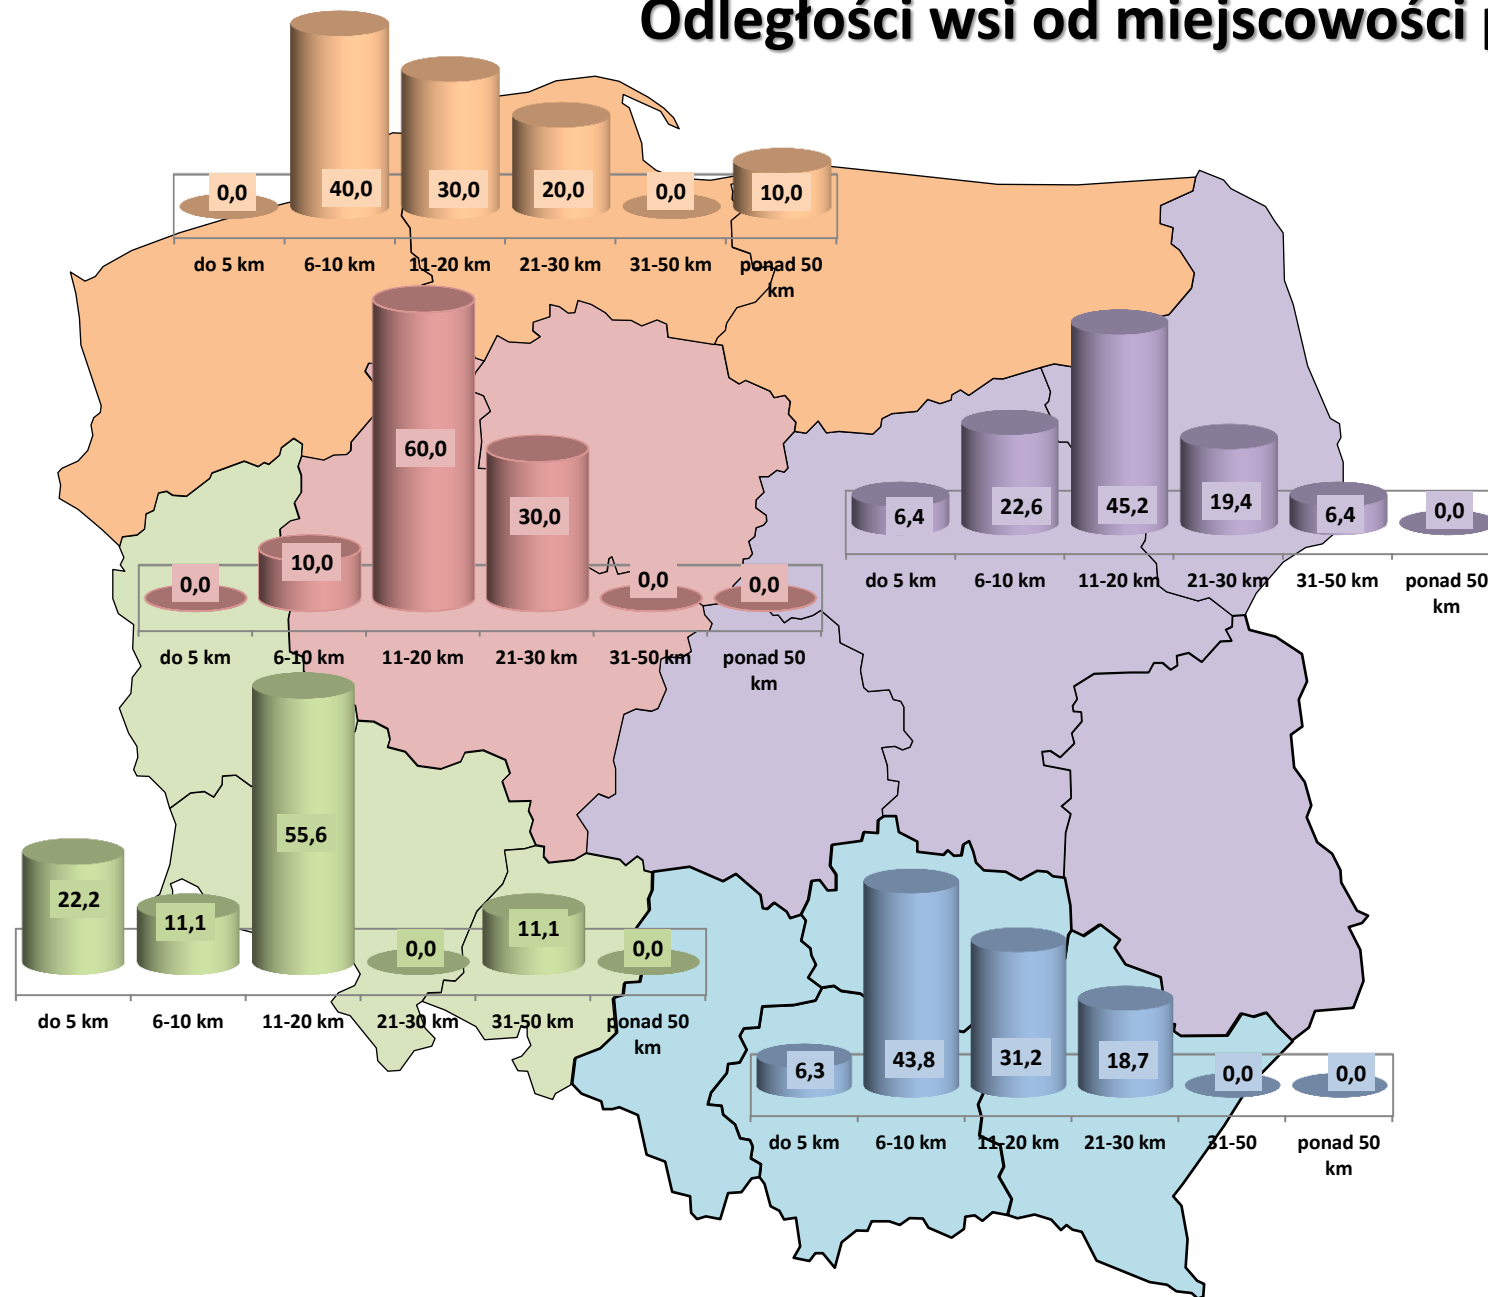 Odległości wsi od miejscowości
0,0 40,0 30,0 20,0 0,0 10,0
do 5 km 6-10 km 11-20 km 21-30 km 31-50 km ponad 50
km
0,0 10,0 60,0 30,0 0,0 0,0
do 5 km 6-10 km 11-20 km 21-30 km 31-50 km ponad 50
km
6,4 22,6 45,2 19,4 6,4 0,0
do 5 km 6-10 km 11-20 km 21-30 km 31-50 km ponad 50
km
22,2 11,1 55,6 0,0 11,1 0,0
do 5 km 6-10 km 11-20 km 21-30 km 31-50 km ponad 50
km
6,3 43,8 31,2 18,7 0,0 0,0
do 5 km 6-10 km 11-20 km 21-30 km 31-50 ponad 50
km